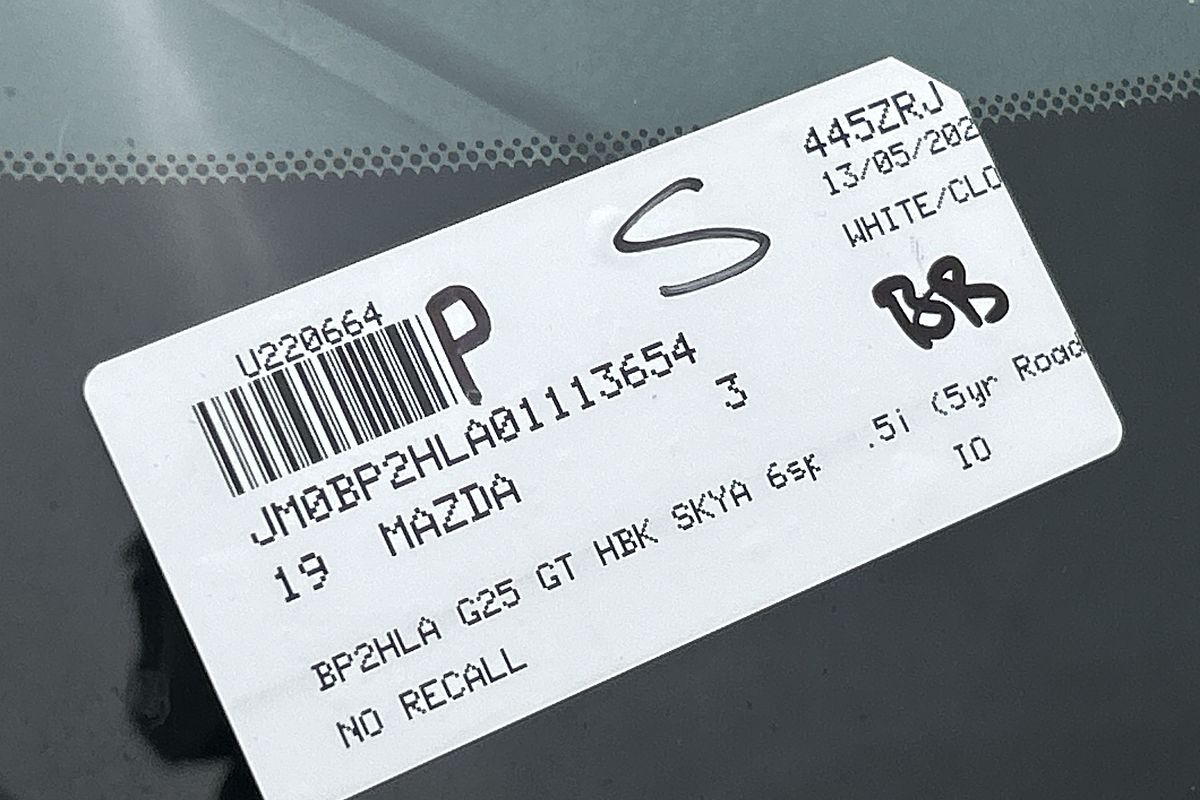 445ZRJ
13/05/202
WHITE/CLO
S
BB
U220664
P
JM0BP2HLA01113654
19 MAZDA 3
BP2HLA G25 GT HBK SKYA 6sp .5i (5yr Road
NO RECALL IO